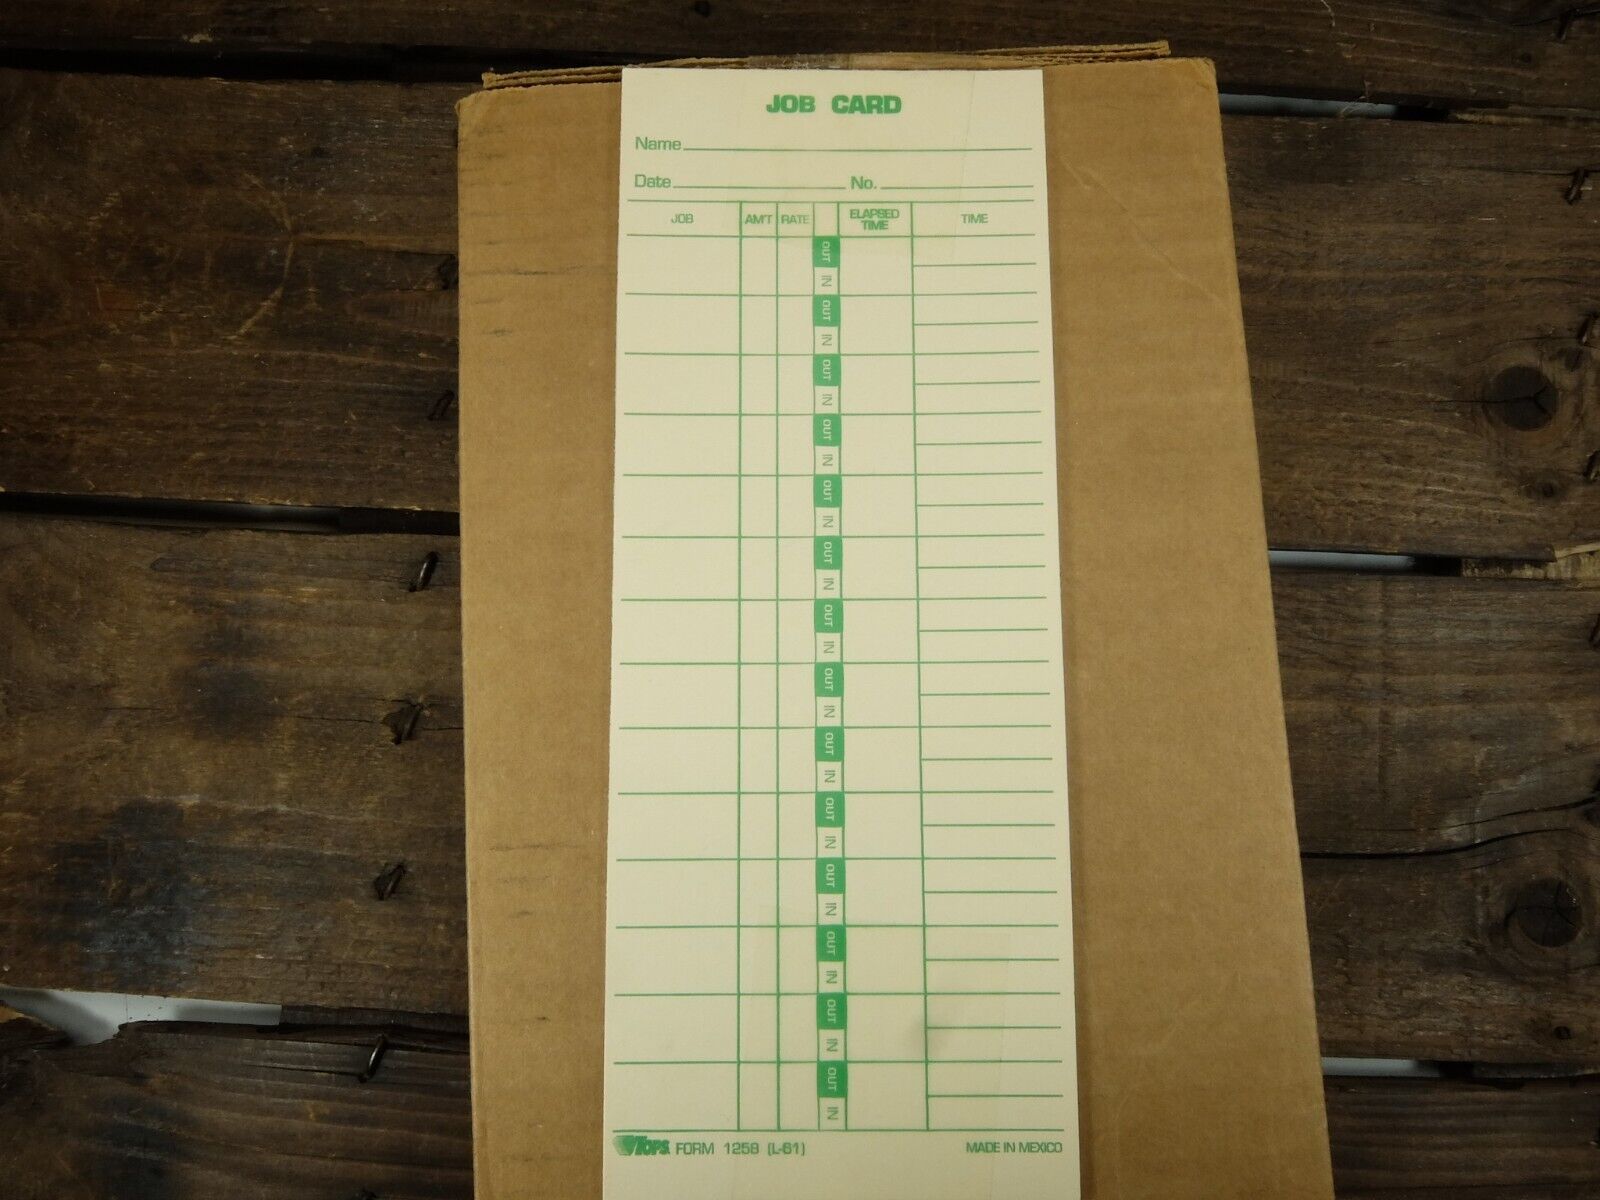 JOB CARD
Name
Date No.
JOB AM'T RATE ELAPSED TIME TIME
OUT
IN
OUT
IN
OUT
IN
OUT
IN
OUT
IN
OUT
IN
OUT
IN
OUT
IN
OUT
IN
OUT
IN
OUT
IN
OUT
IN
OUT
IN
OUT
IN
TOPS FORM 1258 (L-61) MADE IN MEXICO